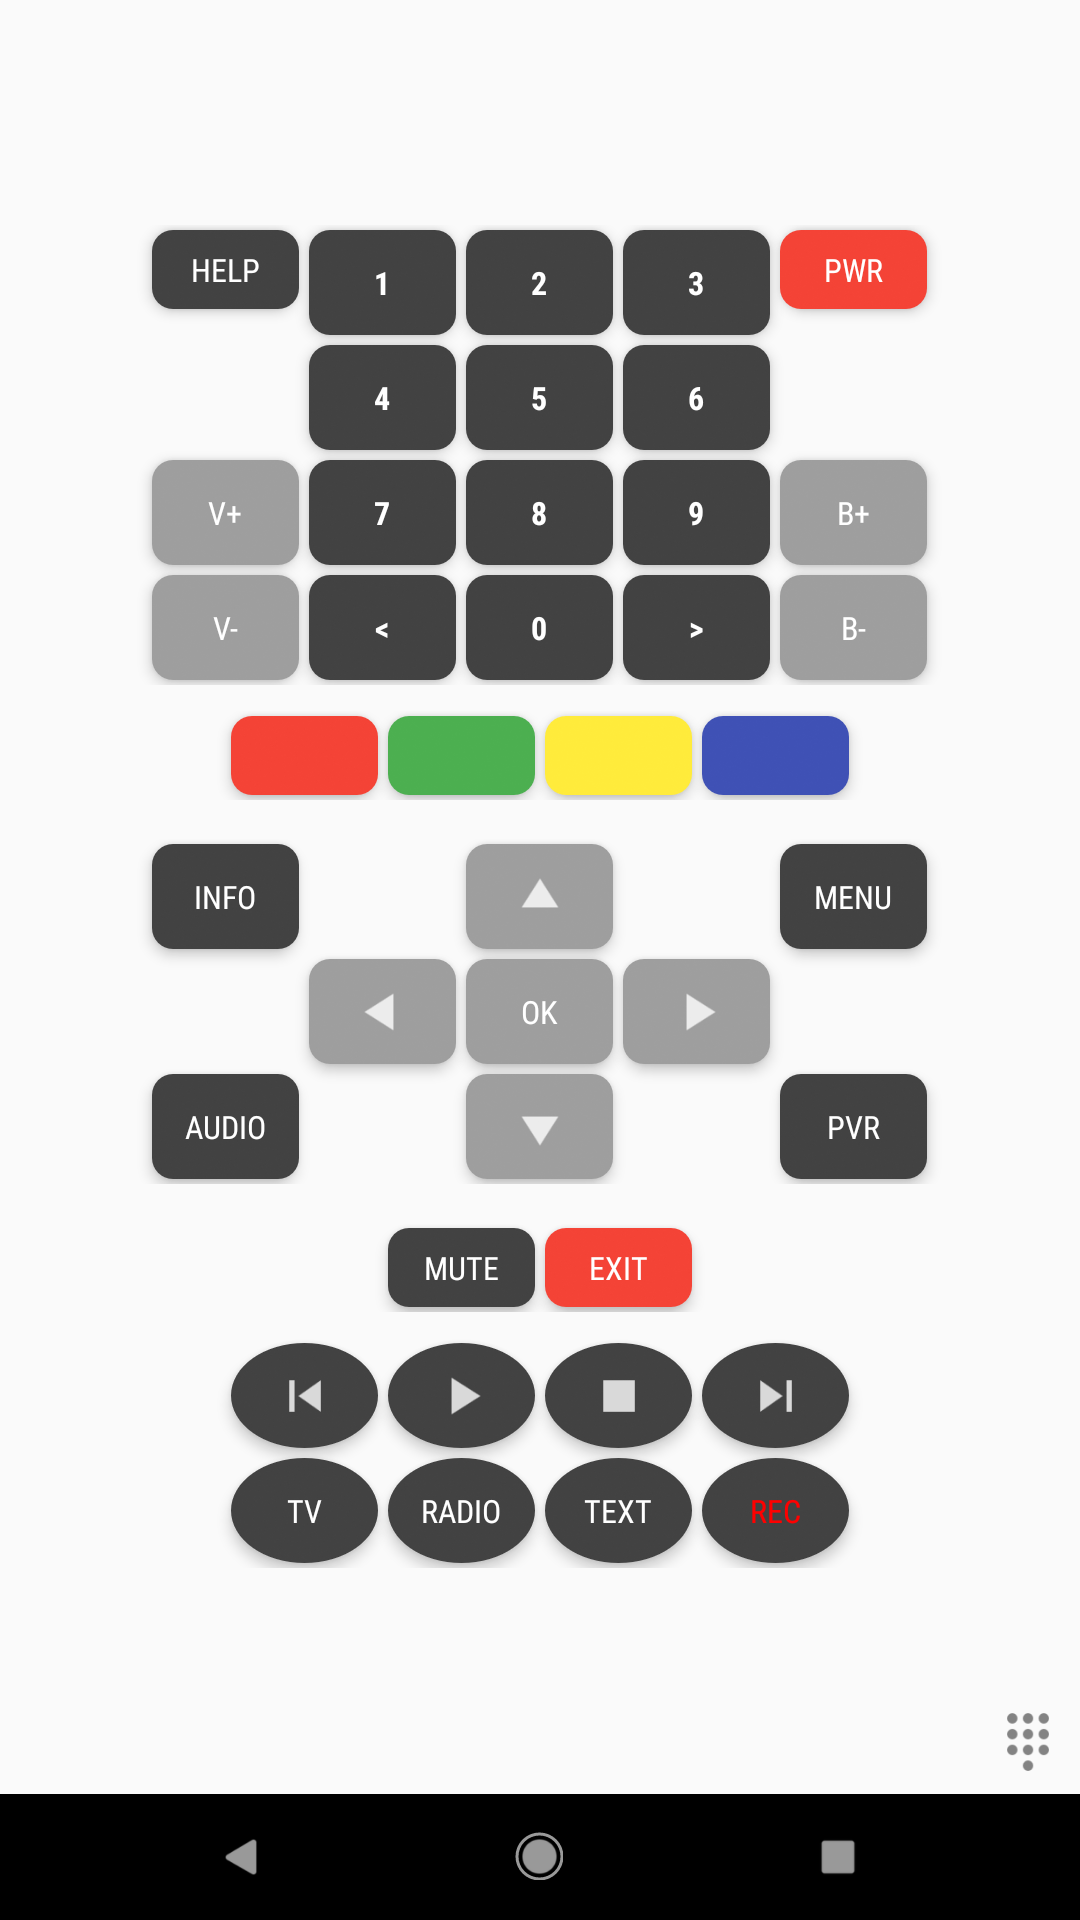 HELP 1 2 3 PWR
4 5 6
V+ 7 8 9 B+
V- < 0 > B-
INFO MENU
OK
AUDIO PVR
MUTE EXIT
TV RADIO TEXT REC